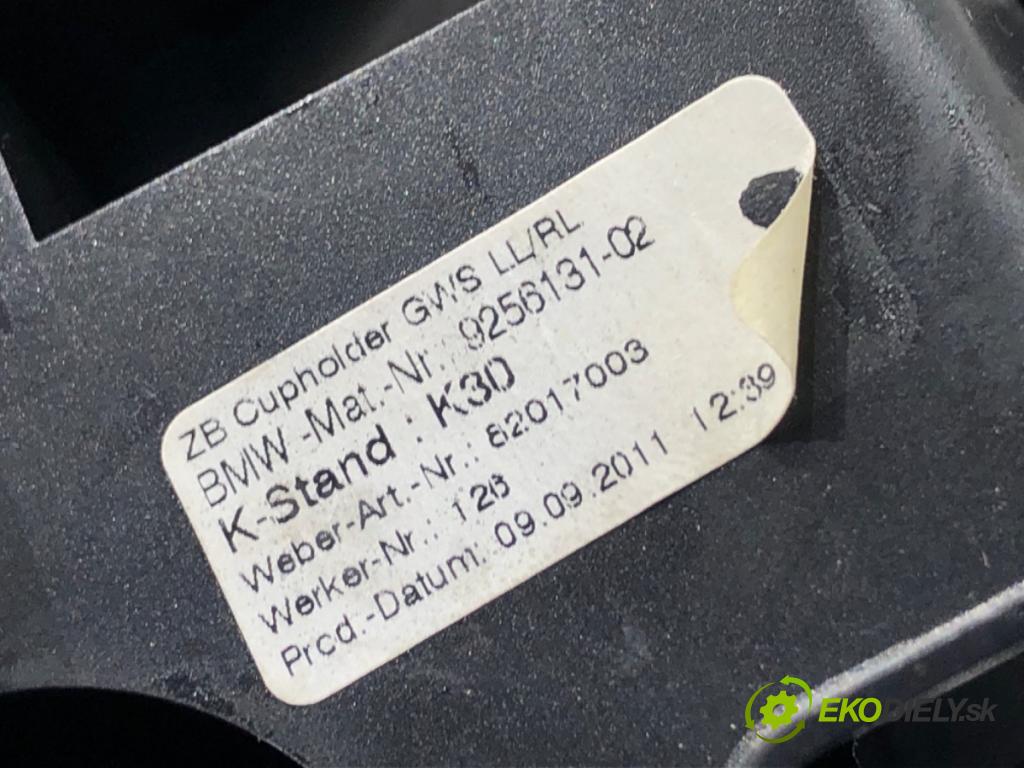 ZB Cupholder GWS LL/RL
BMW.-Mat.-Nr. 9256131-02
K-Stand : K30
Weber-Art.-Nr.: 82017003
Werker-Nr.: 126
Prod.-Datum: 09.09.2011 12:39
EKODIELY.sk